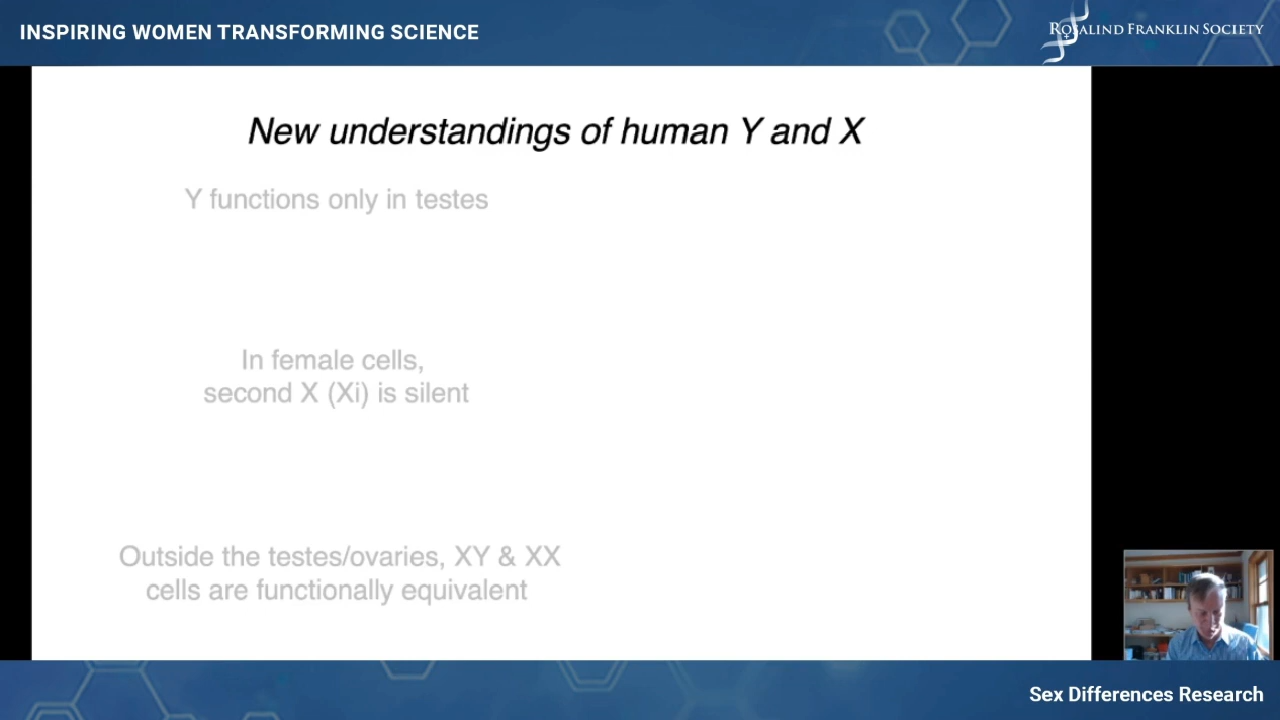 INSPIRING WOMEN TRANSFORMING SCIENCE
ROSALIND FRANKLIN SOCIETY
New understandings of human Y and X
Y functions only in testes
In female cells,
second X (Xi) is silent
Outside the testes/ovaries, XY & XX
cells are functionally equivalent
Sex Differences Research